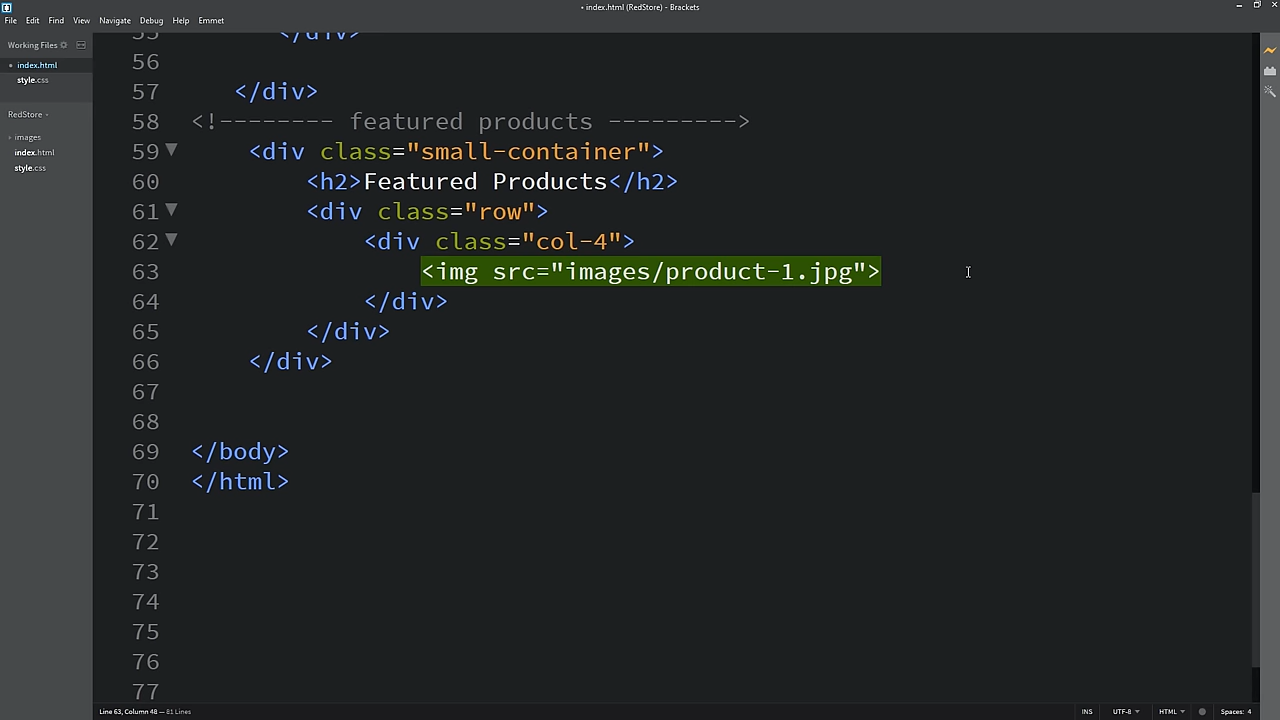 • index.html (RedStore) - Brackets
File Edit Find View Navigate Debug Help Emmet
Working Files
• index.html
style.css
RedStore
images
index.html
style.css
55 </div>
56
57 </div>
58 <!-------- featured products --------->
59 <div class="small-container">
60 <h2>Featured Products</h2>
61 <div class="row">
62 <div class="col-4">
63 <img src="images/product-1.jpg">
64 </div>
65 </div>
66 </div>
67
68
69 </body>
70 </html>
71
72
73
74
75
76
77
Line 63, Column 48 — 81 Lines
INS UTF-8 HTML Spaces: 4